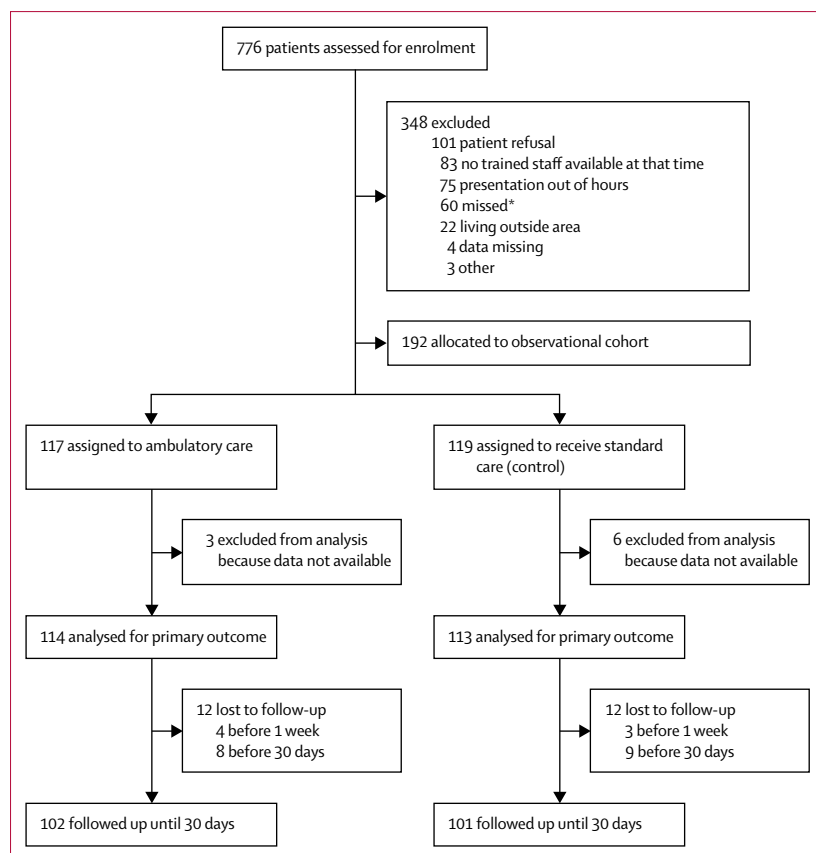 776 patients assessed for enrolment
348 excluded
101 patient refusal
83 no trained staff available at that time
75 presentation out of hours
60 missed*
22 living outside area
4 data missing
3 other
192 allocated to observational cohort
117 assigned to ambulatory care
119 assigned to receive standard
care (control)
3 excluded from analysis
because data not available
6 excluded from analysis
because data not available
114 analysed for primary outcome
113 analysed for primary outcome
12 lost to follow-up
4 before 1 week
8 before 30 days
12 lost to follow-up
3 before 1 week
9 before 30 days
102 followed up until 30 days
101 followed up until 30 days